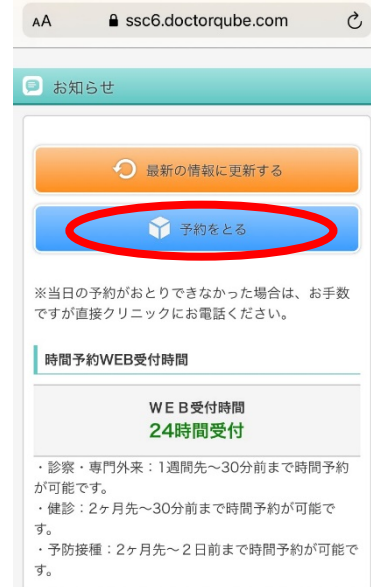 AA ssc6.doctorqube.com
お知らせ
最新の情報に更新する
予約をとる
※当日の予約がおとりできなかった場合は、お手数
ですが直接クリニックにお電話ください。
時間予約WEB受付時間
ＷＥＢ受付時間
24時間受付
・診察・専門外来：1週間先～30分前まで時間予約
が可能です。
・健診：2ヶ月先～30分前まで時間予約が可能で
す。
・予防接種：2ヶ月先～２日前まで時間予約が可能で
す。